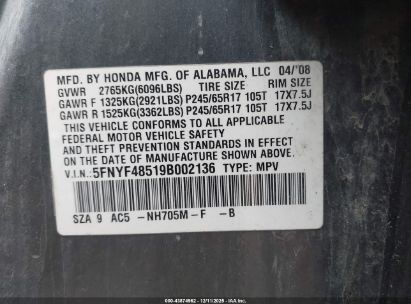 MFD. BY HONDA MFG. OF ALABAMA, LLC 04/'08
GVWR 2765KG(6096LBS) TIRE SIZE RIM SIZE
GAWR F 1325KG(2921LBS) P245/65R17 105T 17X7.5J
GAWR R 1525KG(3362LBS) P245/65R17 105T 17X7.5J
THIS VEHICLE CONFORMS TO ALL APPLICABLE
FEDERAL MOTOR VEHICLE SAFETY AND
THEFT PREVENTION STANDARDS IN EFFECT ON
THE DATE OF MANUFACTURE SHOWN ABOVE.
V.I.N.: 5FNYF48519B002136 TYPE: MPV
SZA 9 AC5 -NH705M-F -B
12/11/2025 -